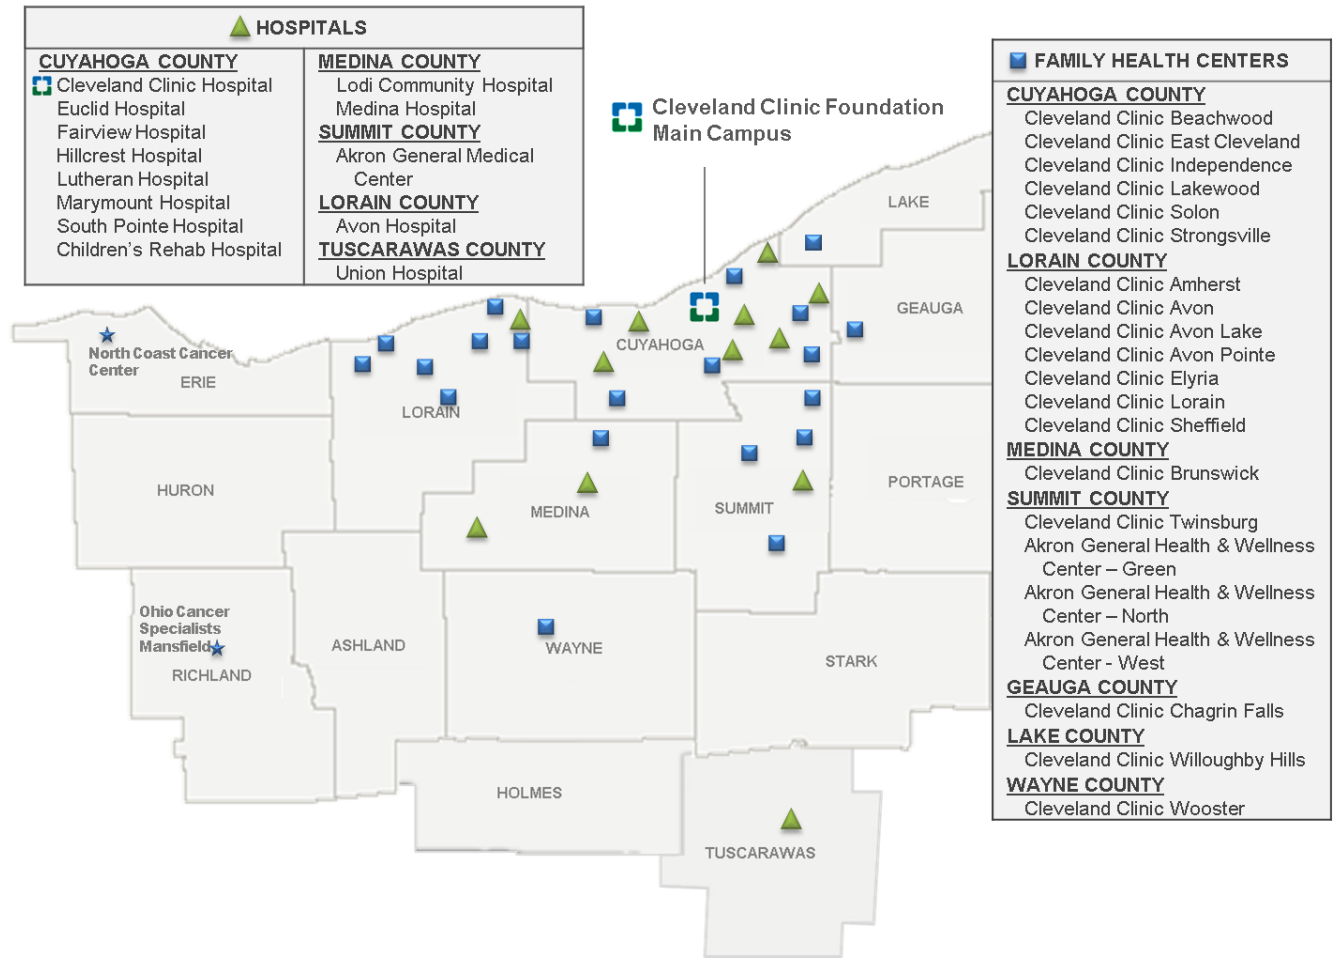 HOSPITALS
CUYAHOGA COUNTY
Cleveland Clinic Hospital
Euclid Hospital
Fairview Hospital
Hillcrest Hospital
Lutheran Hospital
Marymount Hospital
South Pointe Hospital
Children's Rehab Hospital
MEDINA COUNTY
Lodi Community Hospital
Medina Hospital
SUMMIT COUNTY
Akron General Medical
Center
LORAIN COUNTY
Avon Hospital
TUSCARAWAS COUNTY
Union Hospital
Cleveland Clinic Foundation
Main Campus
FAMILY HEALTH CENTERS
CUYAHOGA COUNTY
Cleveland Clinic Beachwood
Cleveland Clinic East Cleveland
Cleveland Clinic Independence
Cleveland Clinic Lakewood
Cleveland Clinic Solon
Cleveland Clinic Strongsville
LORAIN COUNTY
Cleveland Clinic Amherst
Cleveland Clinic Avon
Cleveland Clinic Avon Lake
Cleveland Clinic Avon Pointe
Cleveland Clinic Elyria
Cleveland Clinic Lorain
Cleveland Clinic Sheffield
MEDINA COUNTY
Cleveland Clinic Brunswick
SUMMIT COUNTY
Cleveland Clinic Twinsburg
Akron General Health & Wellness
Center – Green
Akron General Health & Wellness
Center – North
Akron General Health & Wellness
Center - West
GEAUGA COUNTY
Cleveland Clinic Chagrin Falls
LAKE COUNTY
Cleveland Clinic Willoughby Hills
WAYNE COUNTY
Cleveland Clinic Wooster
LAKE
GEAUGA
CUYAHOGA
North Coast Cancer
Center
ERIE
LORAIN
HURON
MEDINA
SUMMIT
PORTAGE
Ohio Cancer
Specialists
Mansfield
RICHLAND
ASHLAND
WAYNE
STARK
HOLMES
TUSCARAWAS